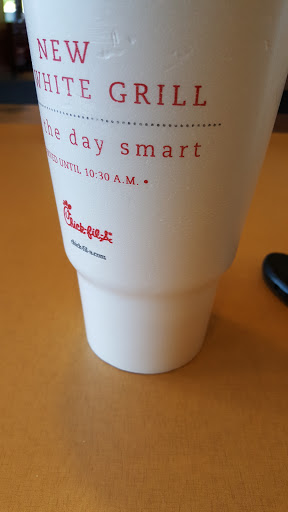 NEW
WHITE GRILL
the day smart
UNTIL 10:30 A.M. •
Chick-fil-A
chick-fil-a.com